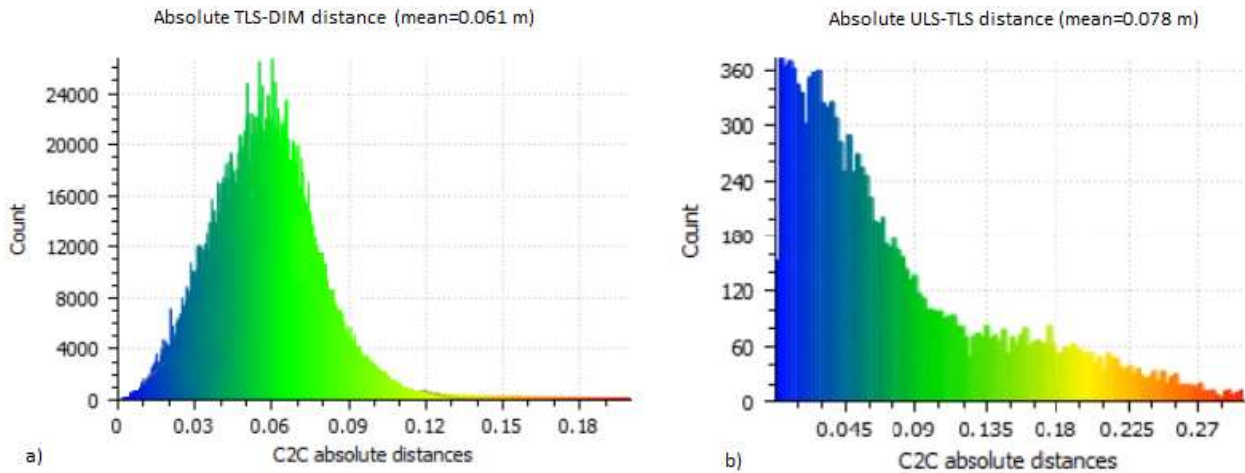 Absolute TLS-DIM distance (mean=0.061 m)
24000
20000
16000
12000
8000
4000
0
Count
0 0.03 0.06 0.09 0.12 0.15 0.18
C2C absolute distances
a)
Absolute ULS-TLS distance (mean=0.078 m)
360
300
240
180
120
60
0
Count
0.045 0.09 0.135 0.18 0.225 0.27
C2C absolute distances
b)